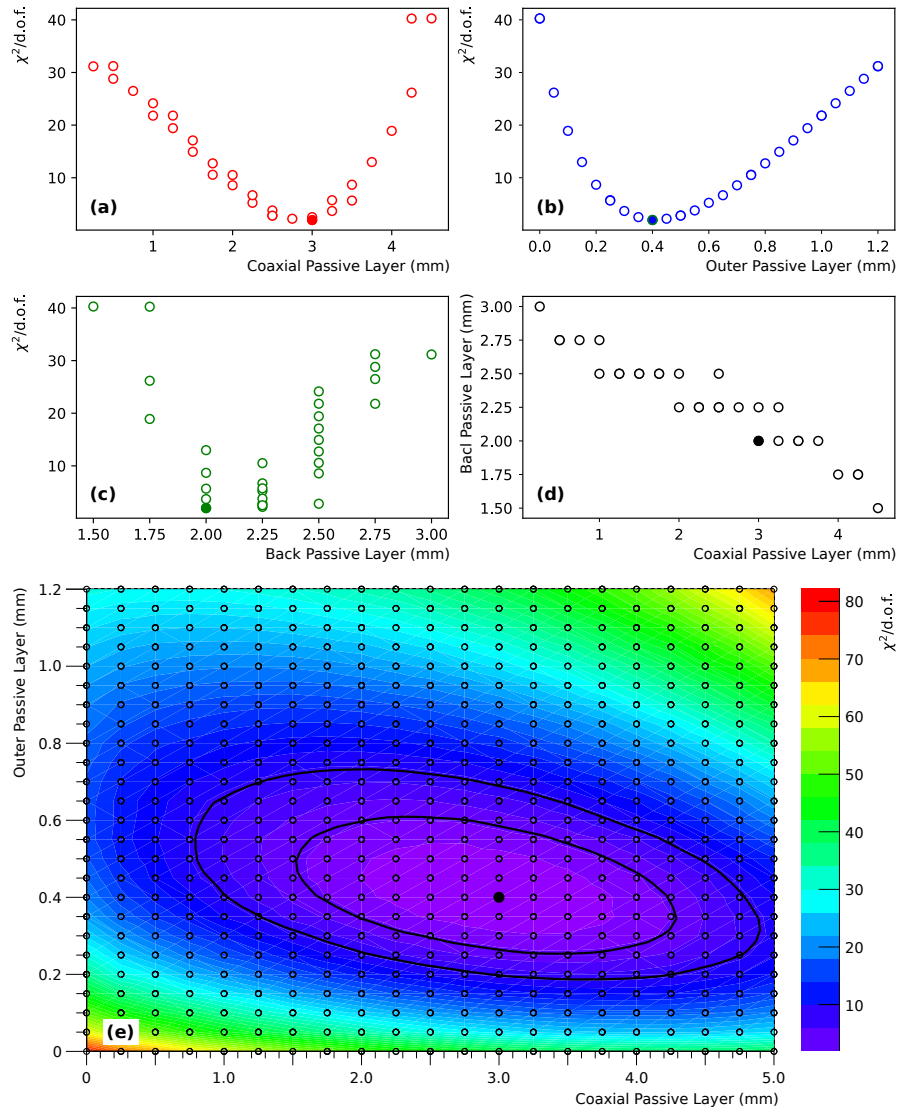 40
30
20
10
χ²/d.o.f.
(a)
1 2 3 4
Coaxial Passive Layer (mm)
40
30
20
10
χ²/d.o.f.
(b)
0.0 0.2 0.4 0.6 0.8 1.0 1.2
Outer Passive Layer (mm)
40
30
20
10
χ²/d.o.f.
(c)
1.50 1.75 2.00 2.25 2.50 2.75 3.00
Back Passive Layer (mm)
3.00
2.75
2.50
2.25
2.00
1.75
1.50
Bacl Passive Layer (mm)
(d)
1 2 3 4
Coaxial Passive Layer (mm)
1.2
1.0
0.8
0.6
0.4
0.2
0
Outer Passive Layer (mm)
(e)
0 1.0 2.0 3.0 4.0 5.0
Coaxial Passive Layer (mm)
80
70
60
50
40
30
20
10
χ²/d.o.f.